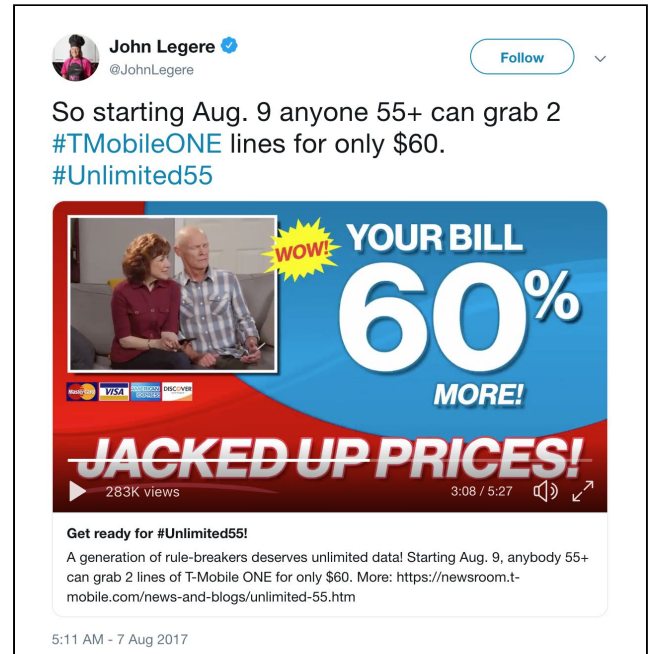 John Legere
@JohnLegere
Follow
So starting Aug. 9 anyone 55+ can grab 2
#TMobileONE lines for only $60.
#Unlimited55
WOW!
YOUR BILL
60%
MORE!
MasterCard VISA AMERICAN EXPRESS DISCOVER
JACKED UP PRICES!
283K views
3:08 / 5:27
Get ready for #Unlimited55!
A generation of rule-breakers deserves unlimited data! Starting Aug. 9, anybody 55+
can grab 2 lines of T-Mobile ONE for only $60. More: https://newsroom.t-
mobile.com/news-and-blogs/unlimited-55.htm
5:11 AM - 7 Aug 2017